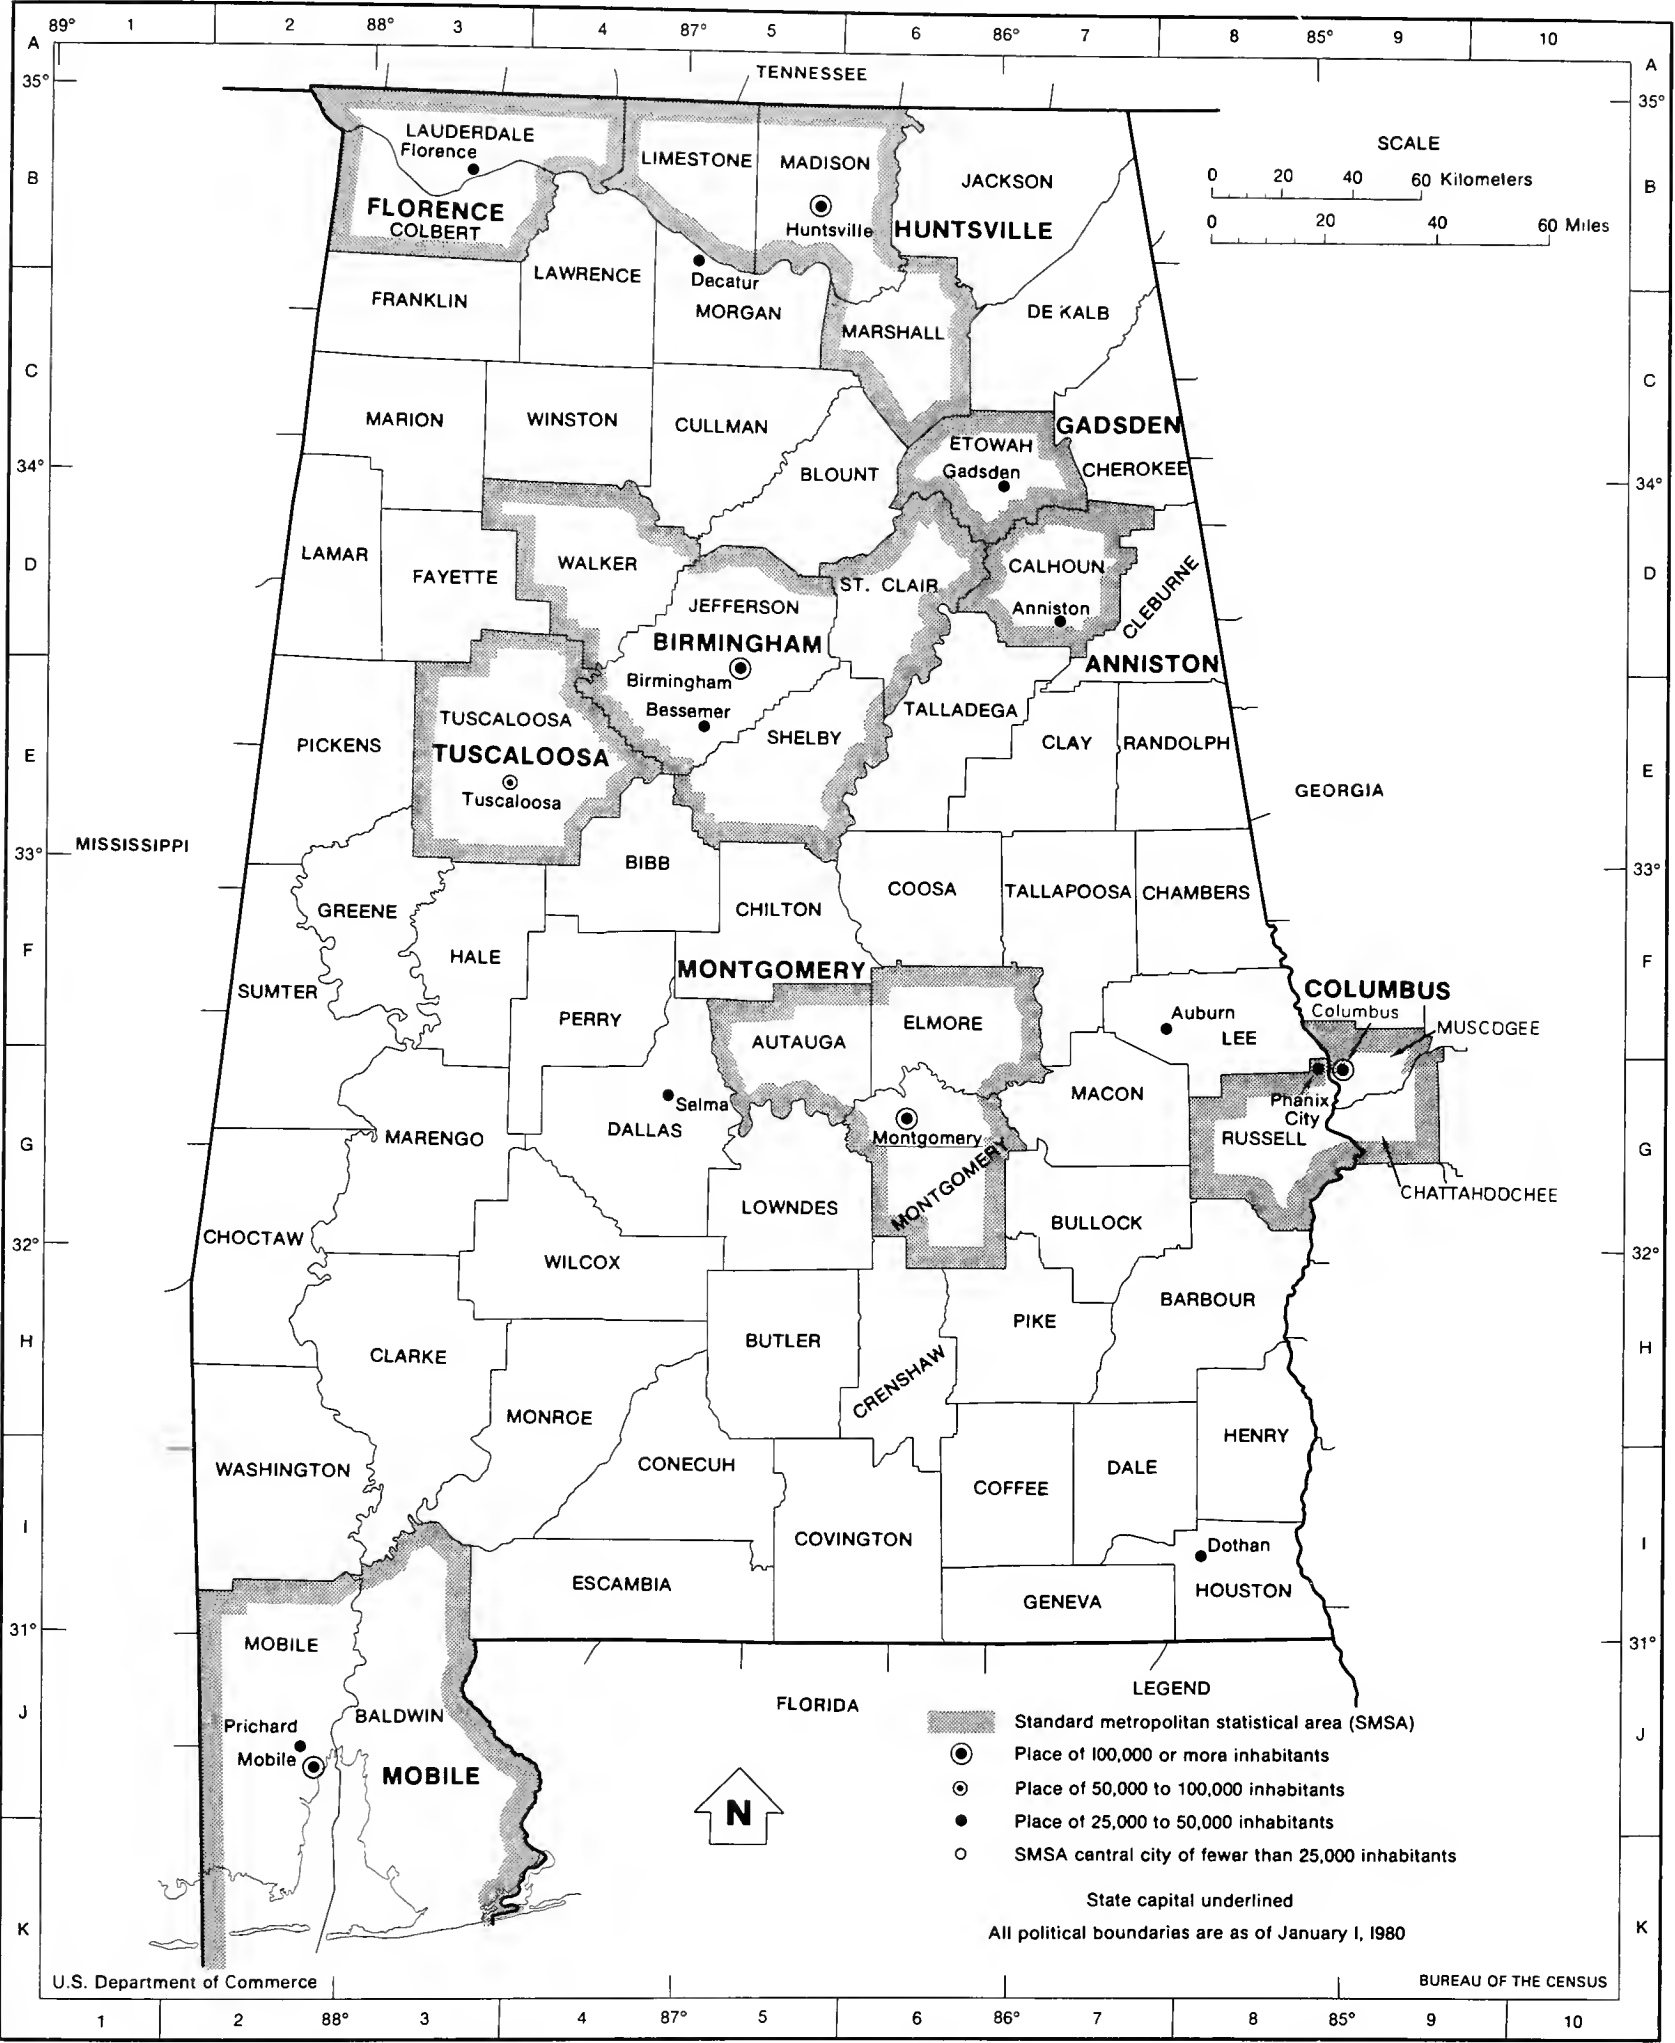 89° 1 2 88° 3 4 87° 5 6 86° 7 8 85° 9 10
A A
35° TENNESSEE 35°
SCALE
0 20 40 60 Kilometers
0 20 40 60 Miles
LAUDERDALE
Florence
LIMESTONE MADISON
JACKSON
B B
FLORENCE
COLBERT
Huntsville HUNTSVILLE
LAWRENCE
Decatur
FRANKLIN
MORGAN
DE KALB
MARSHALL
C C
MARION WINSTON CULLMAN
GADSDEN
ETOWAH
Gadsden
CHEROKEE
34° 34°
BLOUNT
LAMAR
FAYETTE
WALKER
ST. CLAIR
CALHOUN
D D
CLEBURNE
JEFFERSON
Anniston
BIRMINGHAM
ANNISTON
Birmingham
Bessemer
TUSCALOOSA
TALLADEGA
PICKENS
TUSCALOOSA
SHELBY
CLAY RANDOLPH
E E
Tuscaloosa
GEORGIA
MISSISSIPPI
33° 33°
BIBB
COOSA TALLAPOOSA CHAMBERS
GREENE
CHILTON
F F
HALE
MONTGOMERY
SUMTER
COLUMBUS
Columbus
PERRY
AUTAUGA
ELMORE
Auburn
LEE
MUSCOGEE
MACON
Selma
Phanix
City
DALLAS
MARENGO
Montgomery
RUSSELL
G G
MONTGOMERY
CHATTAHOOCHEE
LOWNDES
BULLOCK
CHOCTAW
32° 32°
WILCOX
BARBOUR
PIKE
BUTLER
H H
CLARKE
CRENSHAW
MONROE
HENRY
WASHINGTON
CONECUH
DALE
COFFEE
I I
COVINGTON
Dothan
ESCAMBIA
HOUSTON
GENEVA
31° 31°
MOBILE
FLORIDA
LEGEND
J J
BALDWIN
Prichard
Mobile
MOBILE
Standard metropolitan statistical area (SMSA)
Place of 100,000 or more inhabitants
Place of 50,000 to 100,000 inhabitants
Place of 25,000 to 50,000 inhabitants
SMSA central city of fewer than 25,000 inhabitants
N
State capital underlined
All political boundaries are as of January 1, 1980
K K
U.S. Department of Commerce BUREAU OF THE CENSUS
1 2 88° 3 4 87° 5 6 86° 7 8 85° 9 10